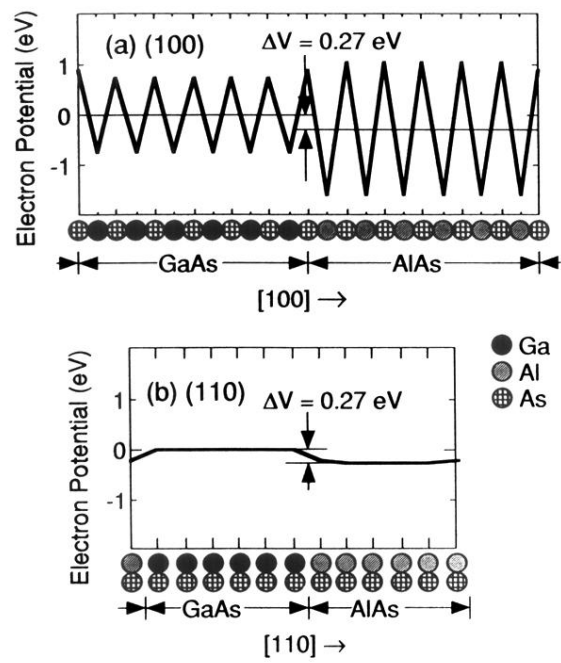 (a) (100)
ΔV = 0.27 eV
Electron Potential (eV)
1
0
-1
GaAs
AlAs
[100] →
Ga
Al
As
(b) (110)
ΔV = 0.27 eV
Electron Potential (eV)
1
0
-1
GaAs
AlAs
[110] →